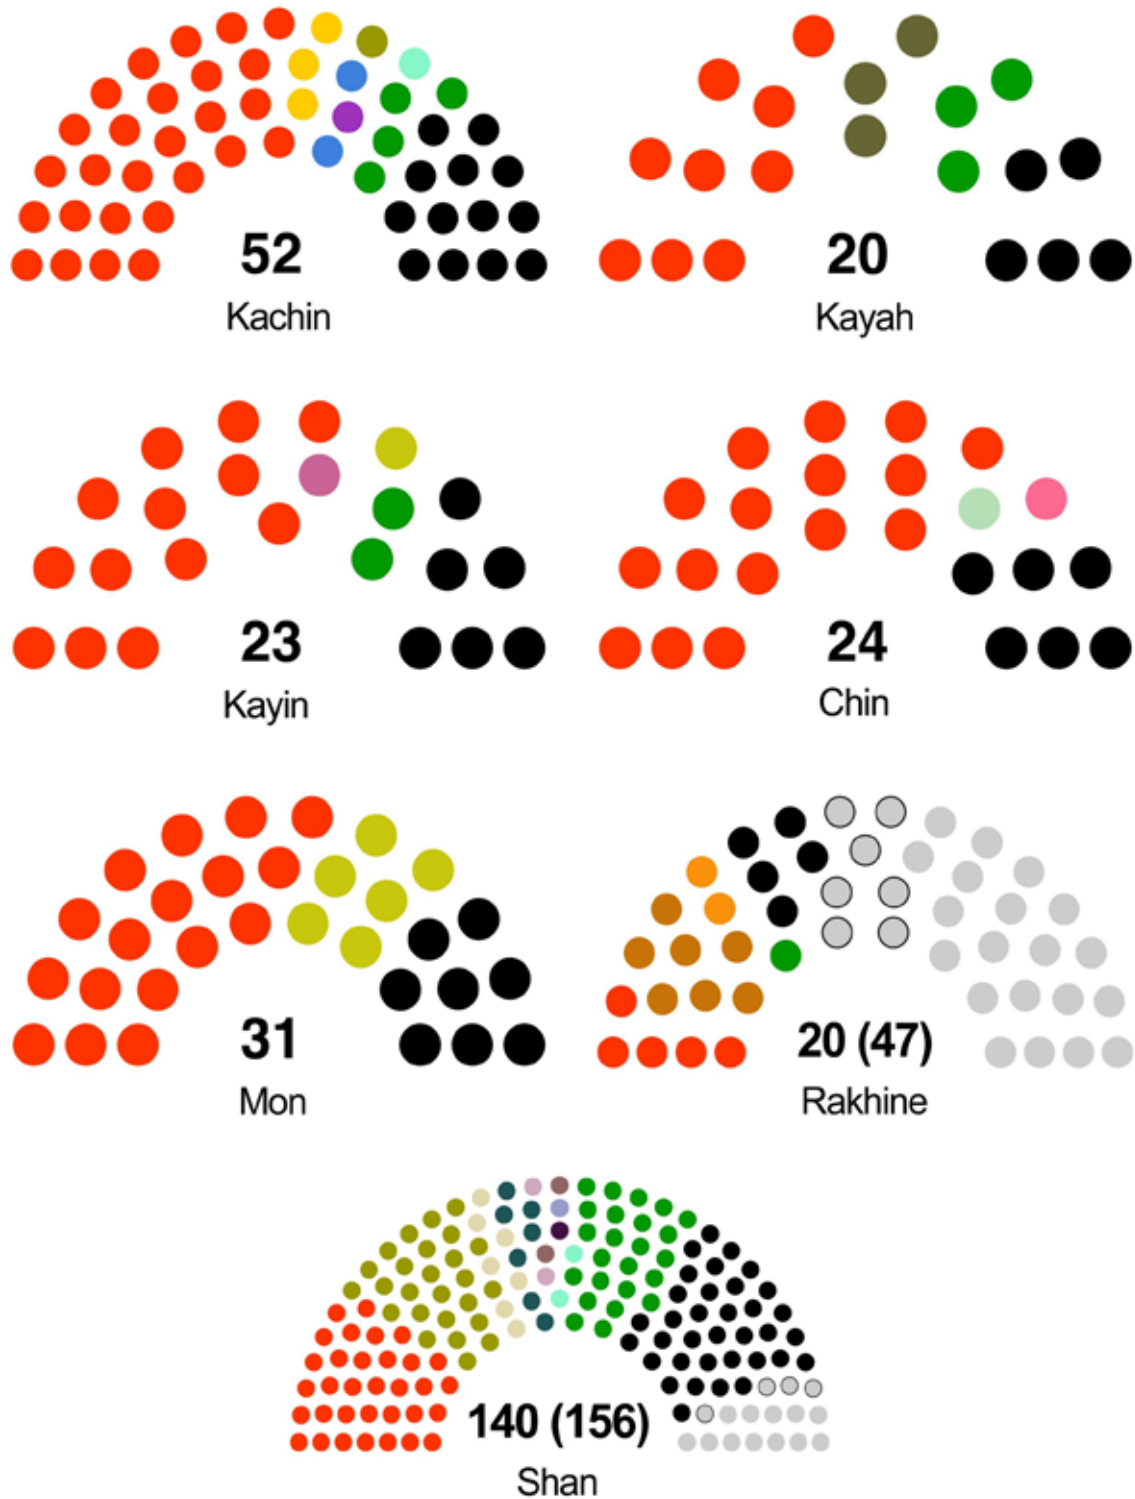 52
Kachin
20
Kayah
23
Kayin
24
Chin
31
Mon
20 (47)
Rakhine
140 (156)
Shan